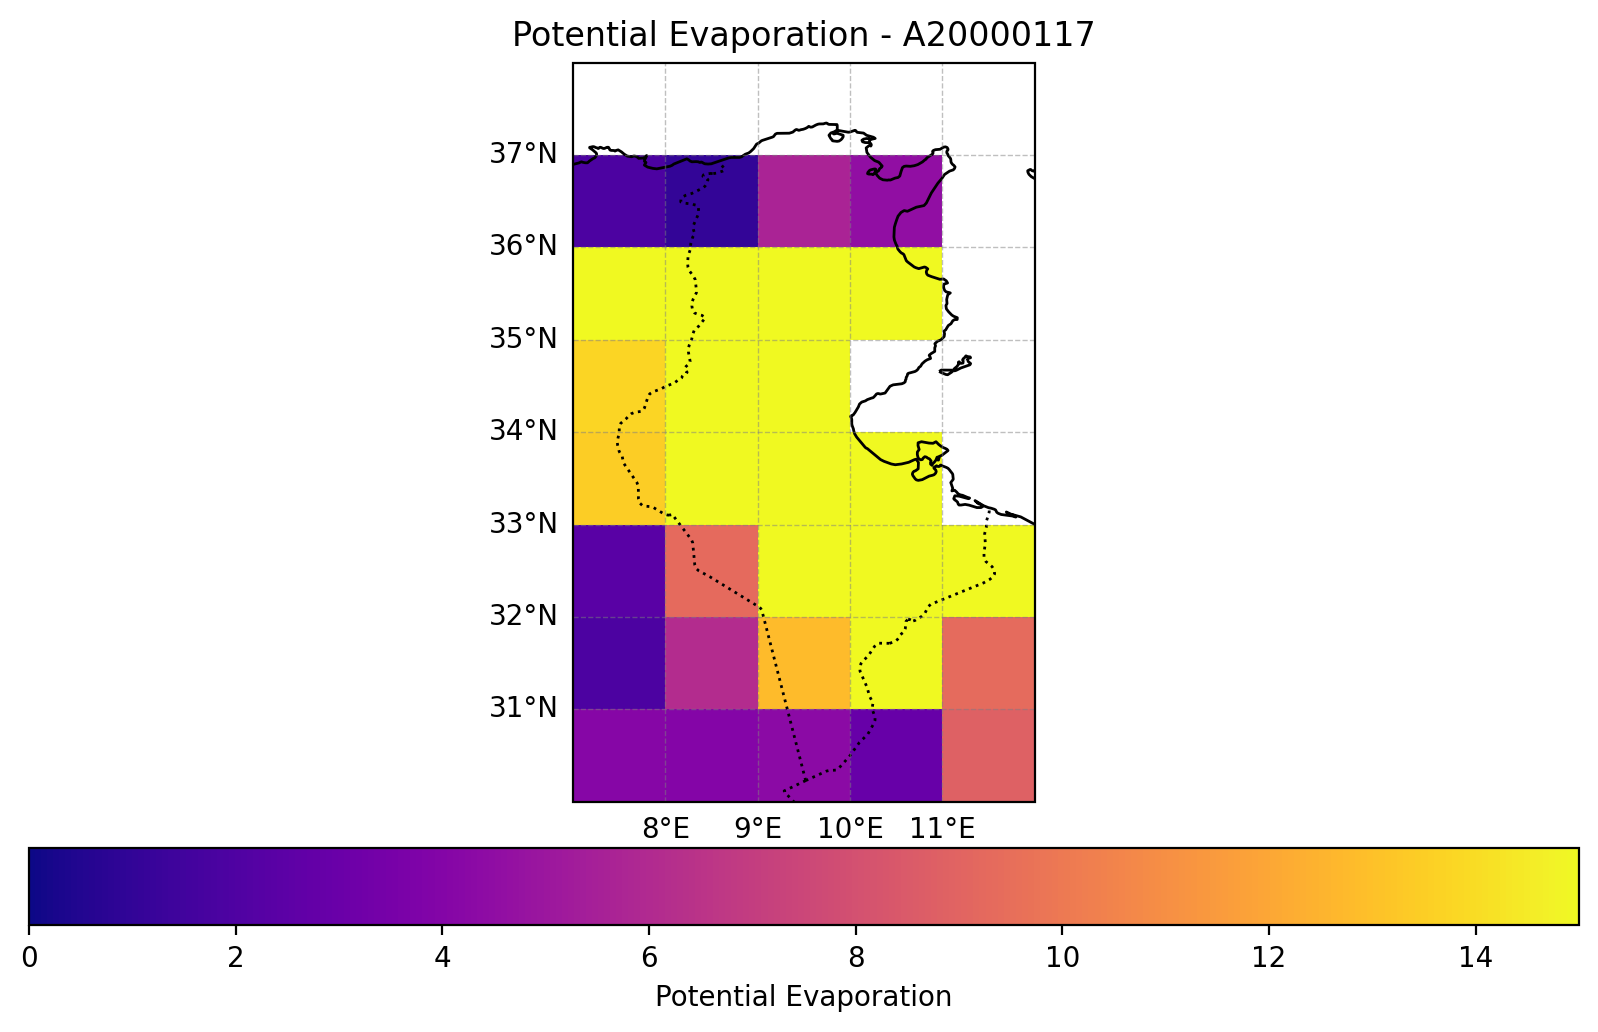 Potential Evaporation - A20000117
37°N
36°N
35°N
34°N
33°N
32°N
31°N
8°E 9°E 10°E 11°E
0 2 4 6 8 10 12 14
Potential Evaporation